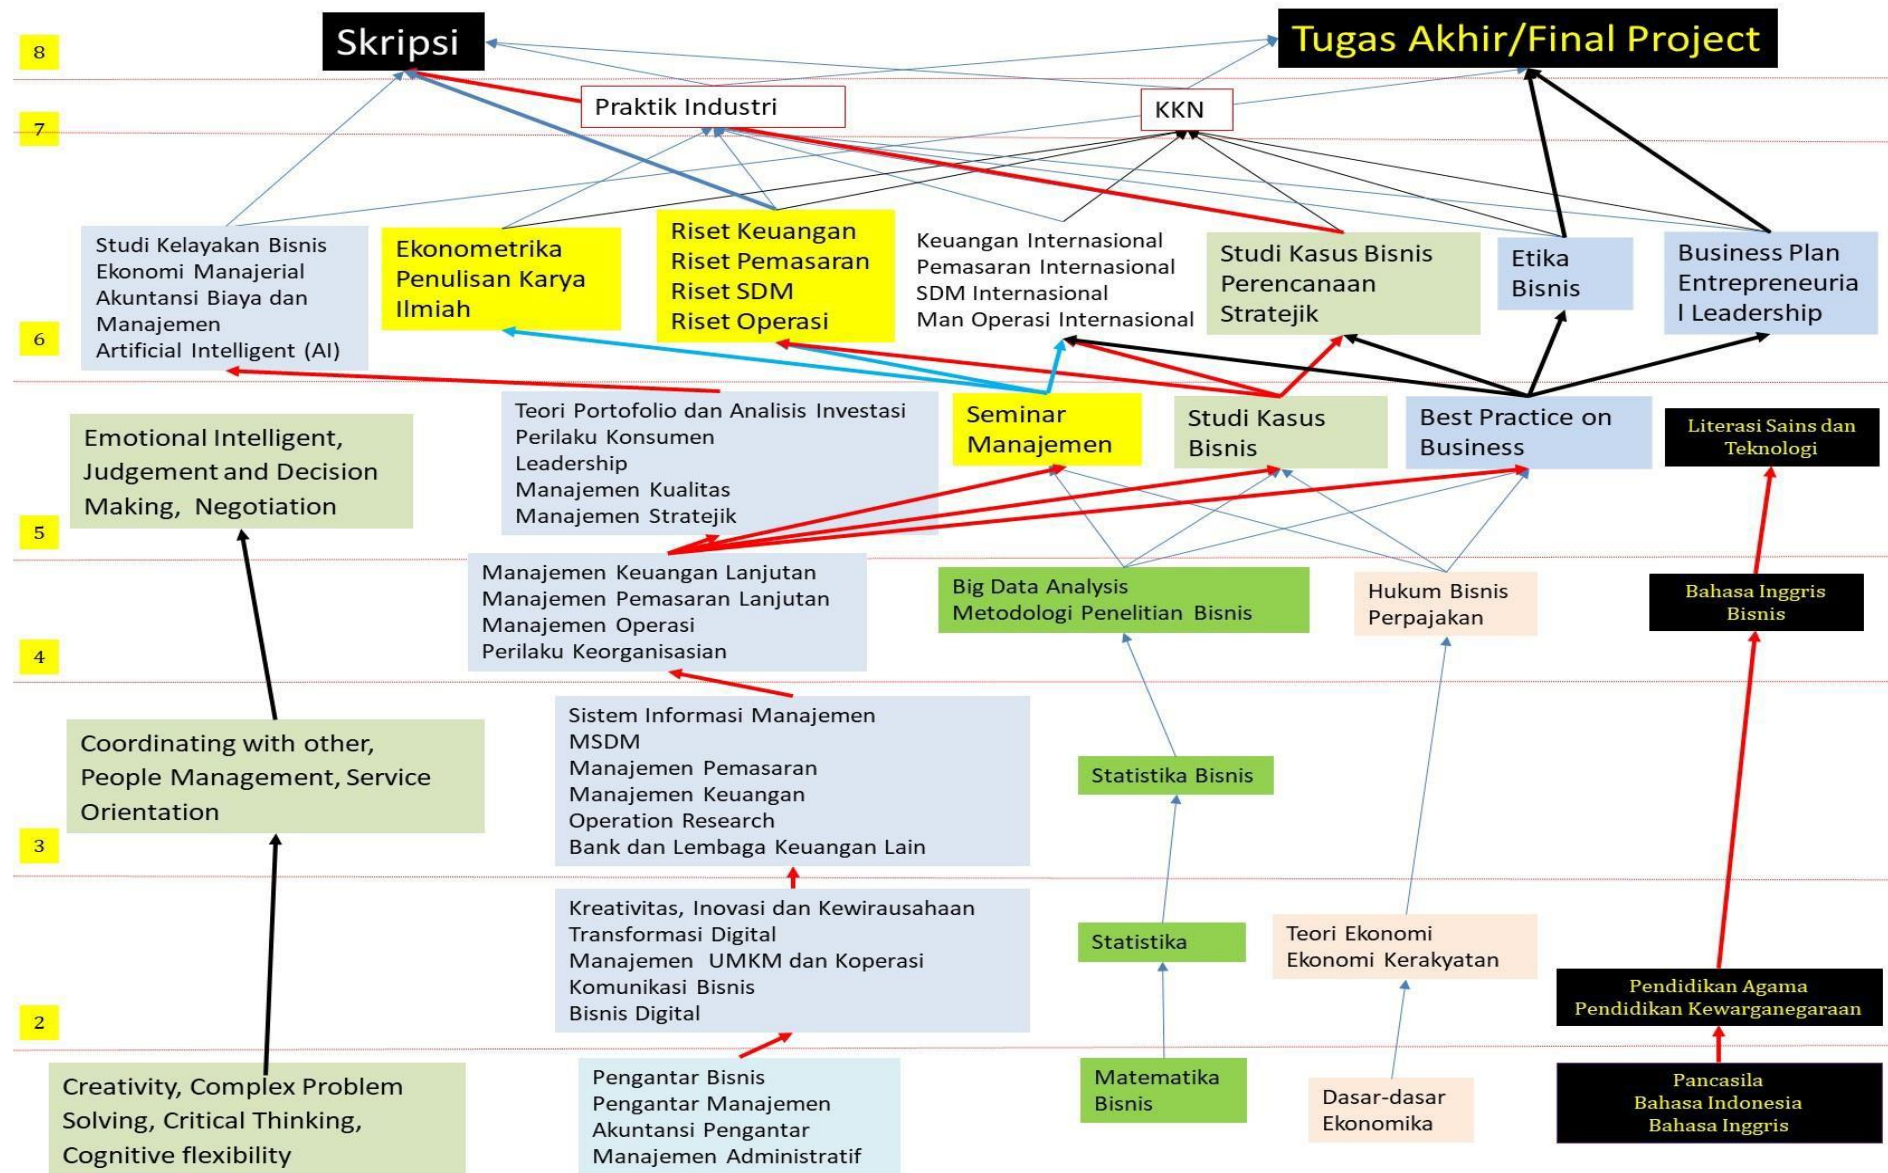 8
Skripsi
Tugas Akhir/Final Project
7
Praktik Industri
KKN
6
Studi Kelayakan Bisnis
Ekonomi Manajerial
Akuntansi Biaya dan
Manajemen
Artificial Intelligent (AI)
Ekonometrika
Penulisan Karya
Ilmiah
Riset Keuangan
Riset Pemasaran
Riset SDM
Riset Operasi
Keuangan Internasional
Pemasaran Internasional
SDM Internasional
Man Operasi Internasional
Studi Kasus Bisnis
Perencanaan
Stratejik
Etika
Bisnis
Business Plan
Entrepreneuria
l Leadership
5
Emotional Intelligent,
Judgement and Decision
Making, Negotiation
Teori Portofolio dan Analisis Investasi
Perilaku Konsumen
Leadership
Manajemen Kualitas
Manajemen Stratejik
Seminar
Manajemen
Studi Kasus
Bisnis
Best Practice on
Business
Literasi Sains dan
Teknologi
4
Manajemen Keuangan Lanjutan
Manajemen Pemasaran Lanjutan
Manajemen Operasi
Perilaku Keorganisasian
Big Data Analysis
Metodologi Penelitian Bisnis
Hukum Bisnis
Perpajakan
Bahasa Inggris
Bisnis
3
Coordinating with other,
People Management, Service
Orientation
Sistem Informasi Manajemen
MSDM
Manajemen Pemasaran
Manajemen Keuangan
Operation Research
Bank dan Lembaga Keuangan Lain
Statistika Bisnis
2
Kreativitas, Inovasi dan Kewirausahaan
Transformasi Digital
Manajemen UMKM dan Koperasi
Komunikasi Bisnis
Bisnis Digital
Statistika
Teori Ekonomi
Ekonomi Kerakyatan
Pendidikan Agama
Pendidikan Kewarganegaraan
Creativity, Complex Problem
Solving, Critical Thinking,
Cognitive flexibility
Pengantar Bisnis
Pengantar Manajemen
Akuntansi Pengantar
Manajemen Administratif
Matematika
Bisnis
Dasar-dasar
Ekonomika
Pancasila
Bahasa Indonesia
Bahasa Inggris